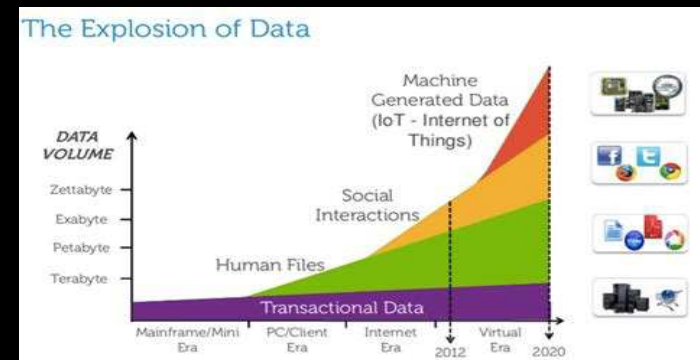 The Explosion of Data
Machine
Generated Data
(IoT - Internet of
Things)
DATA
VOLUME
Zettabyte
Exabyte
Petabyte
Terabyte
Social
Interactions
Human Files
Transactional Data
Mainframe/Mini
Era
PC/Client
Era
Internet
Era
2012
Virtual
Era
2020